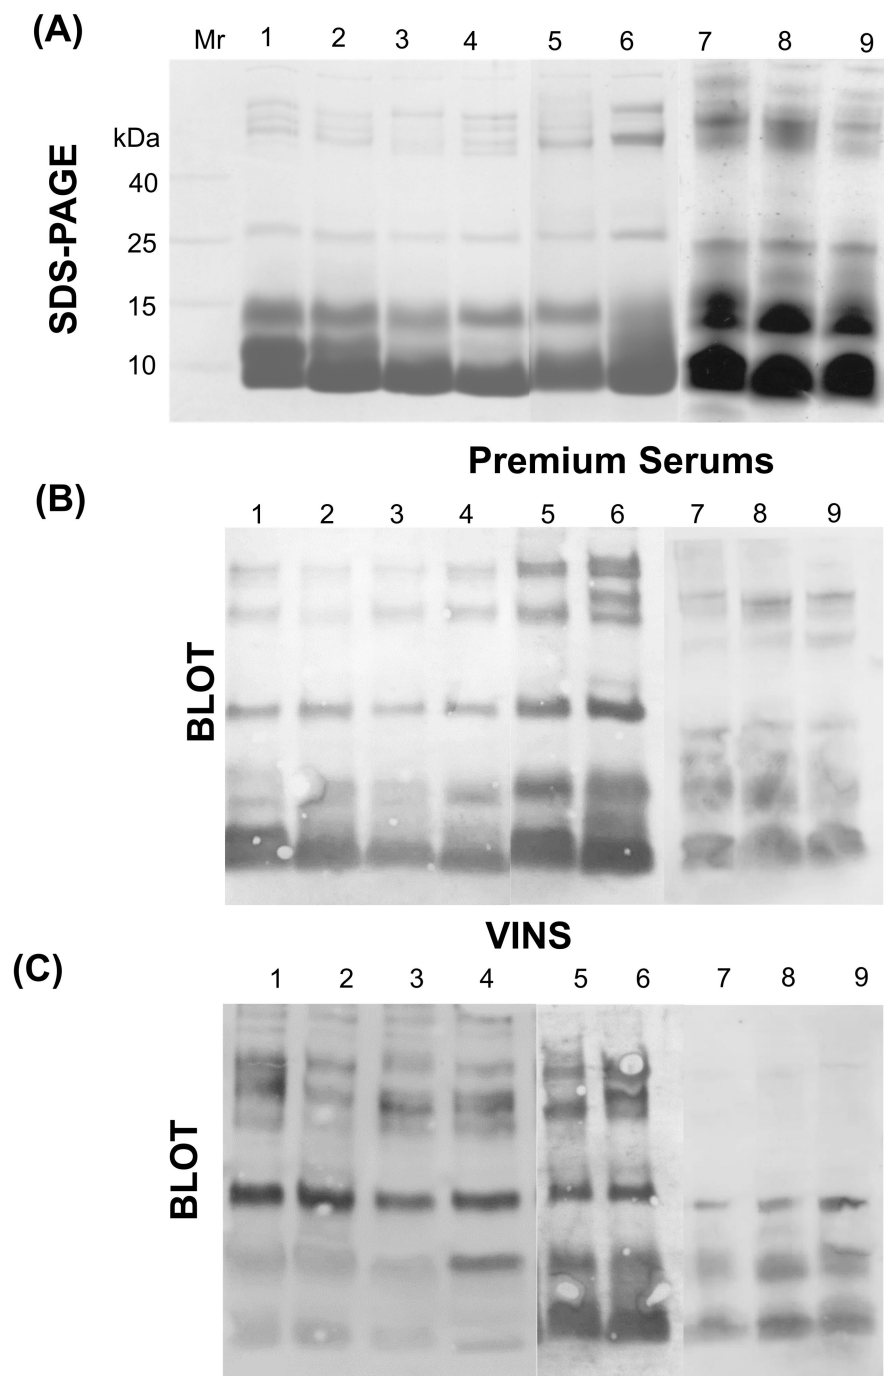 (A)
Mr 1 2 3 4 5 6 7 8 9
kDa
40
25
15
10
SDS-PAGE
Premium Serums
(B)
1 2 3 4 5 6 7 8 9
BLOT
VINS
(C)
1 2 3 4 5 6 7 8 9
BLOT